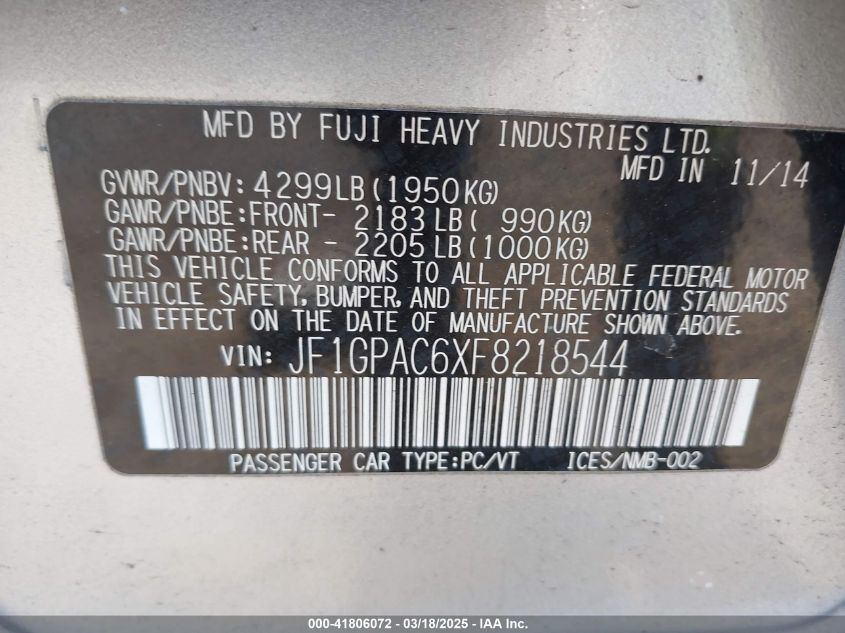 MFD BY FUJI HEAVY INDUSTRIES LTD.
MFD IN 11/14
GVWR/PNBV: 4299LB(1950KG)
GAWR/PNBE:FRONT- 2183LB( 990KG)
GAWR/PNBE:REAR - 2205LB(1000KG)
THIS VEHICLE CONFORMS TO ALL APPLICABLE FEDERAL MOTOR
VEHICLE SAFETY, BUMPER, AND THEFT PREVENTION STANDARDS
IN EFFECT ON THE DATE OF MANUFACTURE SHOWN ABOVE.
VIN: JF1GPAC6XF8218544
PASSENGER CAR TYPE:PC/VT ICES/NMB-002
000-41806072 - 03/18/2025 - IAA Inc.